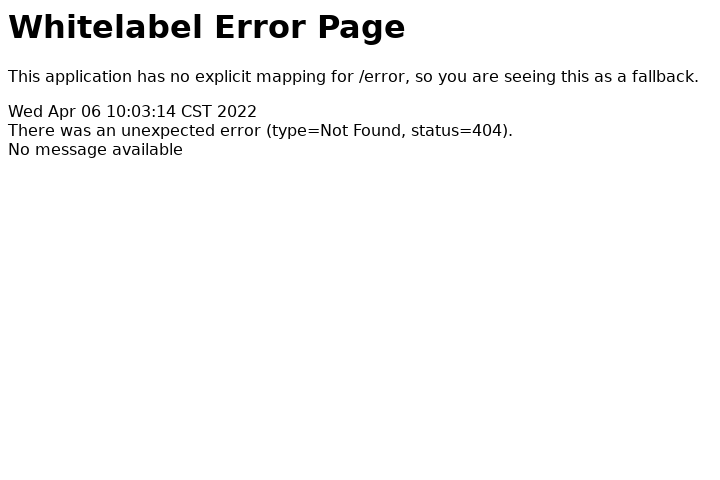 Whitelabel Error Page
This application has no explicit mapping for /error, so you are seeing this as a fallback.
Wed Apr 06 10:03:14 CST 2022
There was an unexpected error (type=Not Found, status=404).
No message available